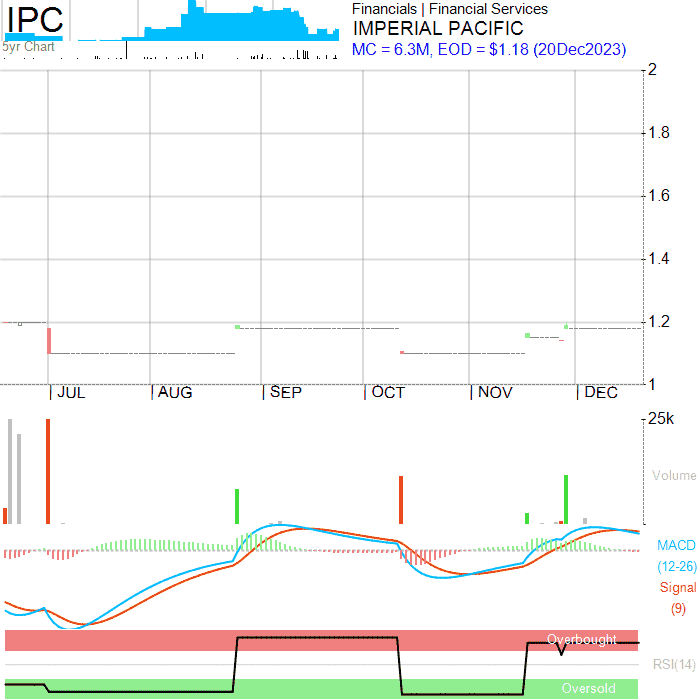 IPC
5yr Chart
Financials | Financial Services
IMPERIAL PACIFIC
MC = 6.3M, EOD = $1.18 (20Dec2023)
2
1.8
1.6
1.4
1.2
1
JUL AUG SEP OCT NOV DEC
25k
Volume
MACD
(12-26)
Signal
(9)
Overbought
RSI(14)
Oversold